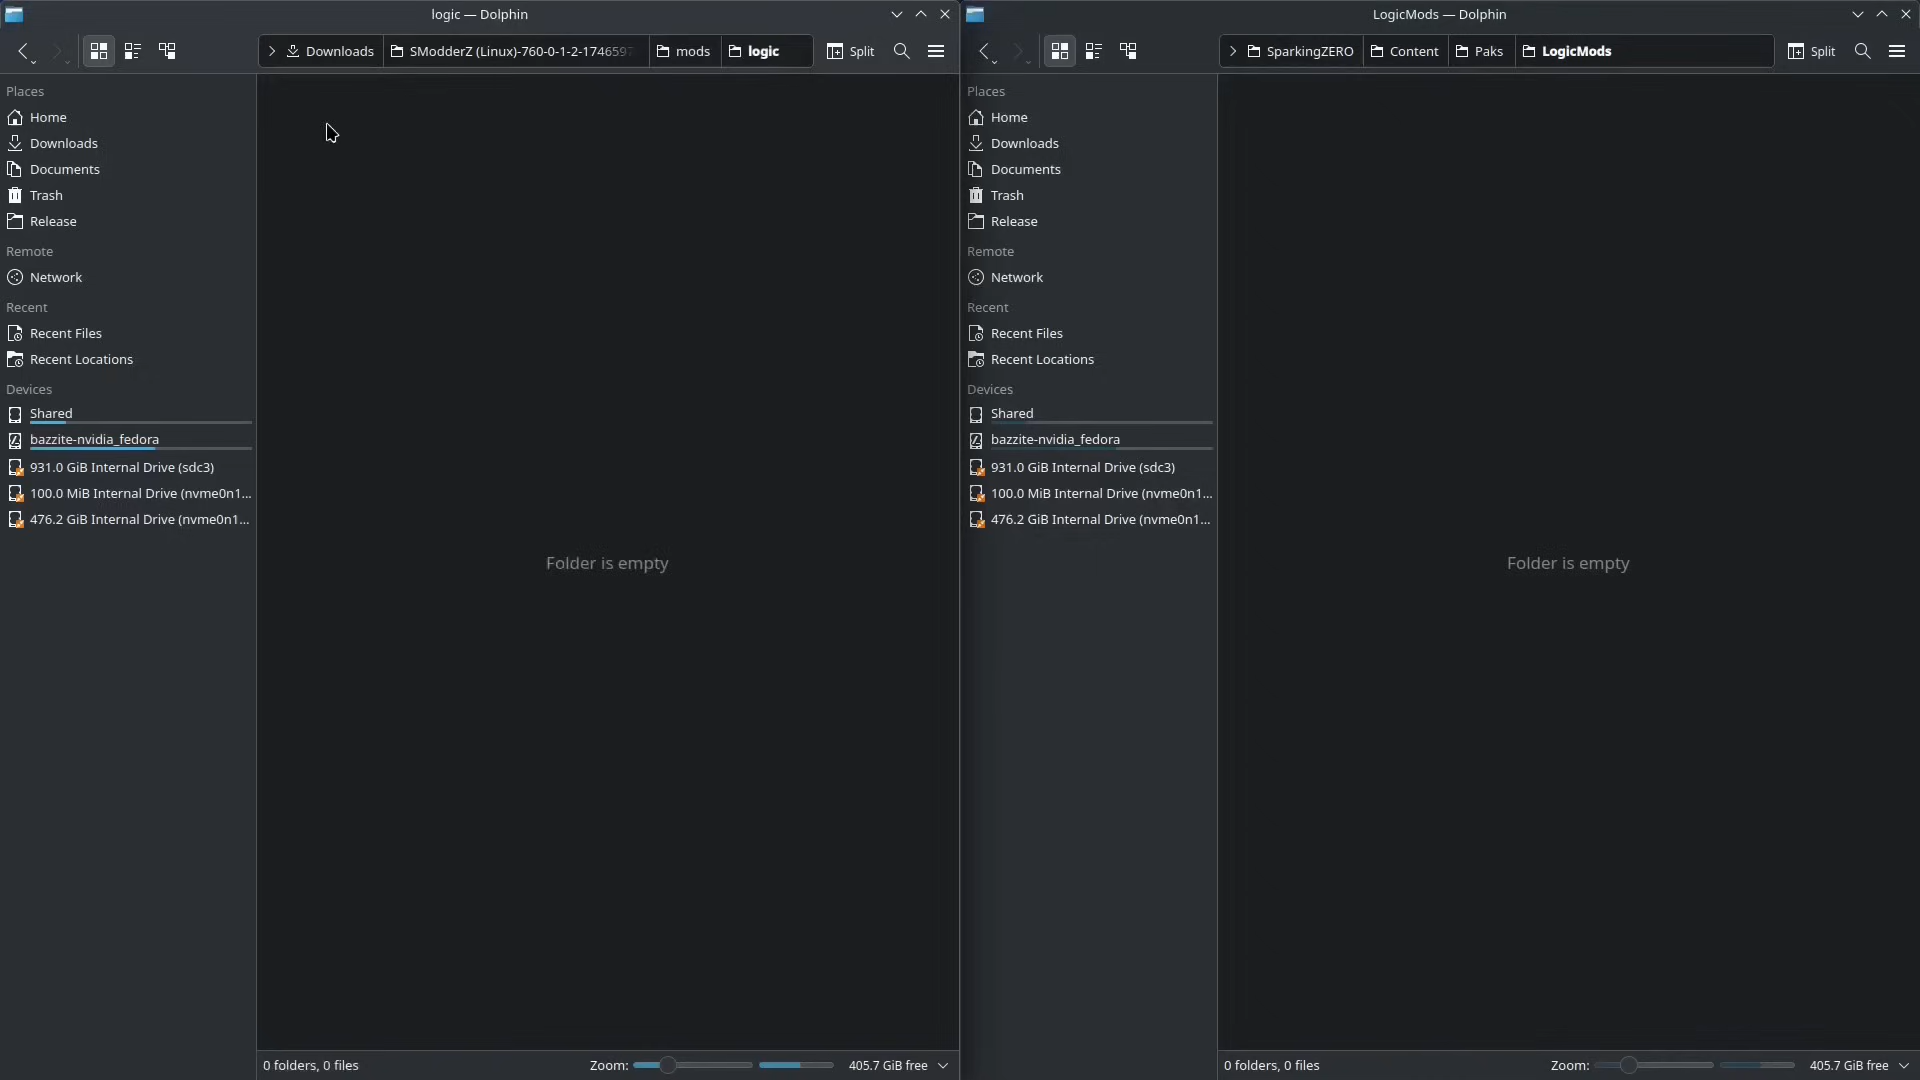 logic — Dolphin
Downloads
SModderZ (Linux)-760-0-1-2-1746597
mods
logic
Split
Places
Home
Downloads
Documents
Trash
Release
Remote
Network
Recent
Recent Files
Recent Locations
Devices
Shared
bazzite-nvidia_fedora
931.0 GiB Internal Drive (sdc3)
100.0 MiB Internal Drive (nvme0n1...
476.2 GiB Internal Drive (nvme0n1...
Folder is empty
0 folders, 0 files
Zoom:
405.7 GiB free
LogicMods — Dolphin
SparkingZERO
Content
Paks
LogicMods
Split
Places
Home
Downloads
Documents
Trash
Release
Remote
Network
Recent
Recent Files
Recent Locations
Devices
Shared
bazzite-nvidia_fedora
931.0 GiB Internal Drive (sdc3)
100.0 MiB Internal Drive (nvme0n1...
476.2 GiB Internal Drive (nvme0n1...
Folder is empty
0 folders, 0 files
Zoom:
405.7 GiB free